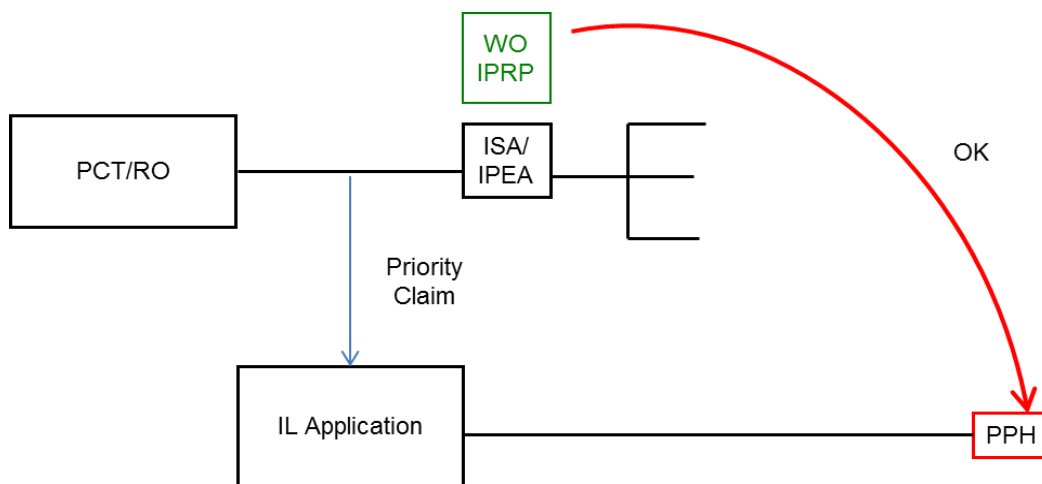 WO
IPRP
PCT/RO
ISA/
IPEA
OK
Priority
Claim
IL Application
PPH